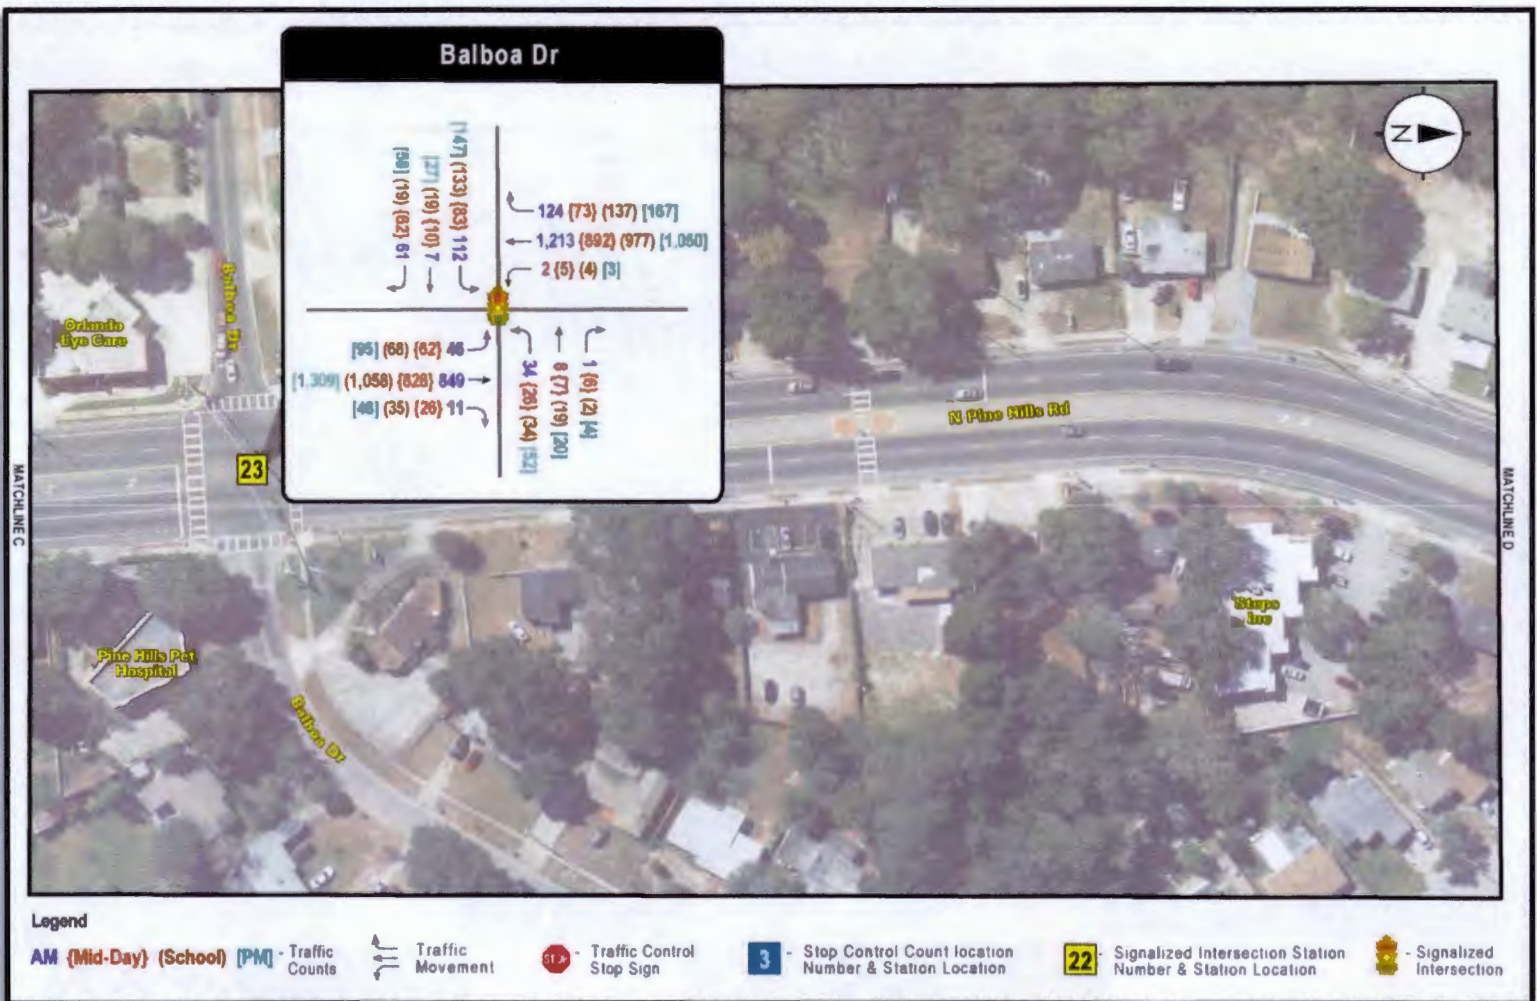 Balboa Dr
[147] (133) {83} 112
[27] (19) {10} 7
(19) {62} 61
124 {73} (137) [167]
1,213 {892} (977) [1,050]
2 {5} (4) [3]
[95] (68) {62} 46
[1,309] (1,058) {828} 849
(35) {26} 11
34 {26} (34) [52]
{7} (19) [20]
1 {6} (2) [4]
N
Orlando
Eye Care
Balboa Dr
N Pine Hills Rd
23
MATCHLINE C
MATCHLINE D
Steps
Inc
Pine Hills Pet
Hospital
Balboa Dr
Legend
AM {Mid-Day} (School) [PM] - Traffic
Counts
Traffic
Movement
STOP - Traffic Control
Stop Sign
3 - Stop Control Count location
Number & Station Location
22 - Signalized Intersection Station
Number & Station Location
- Signalized
Intersection